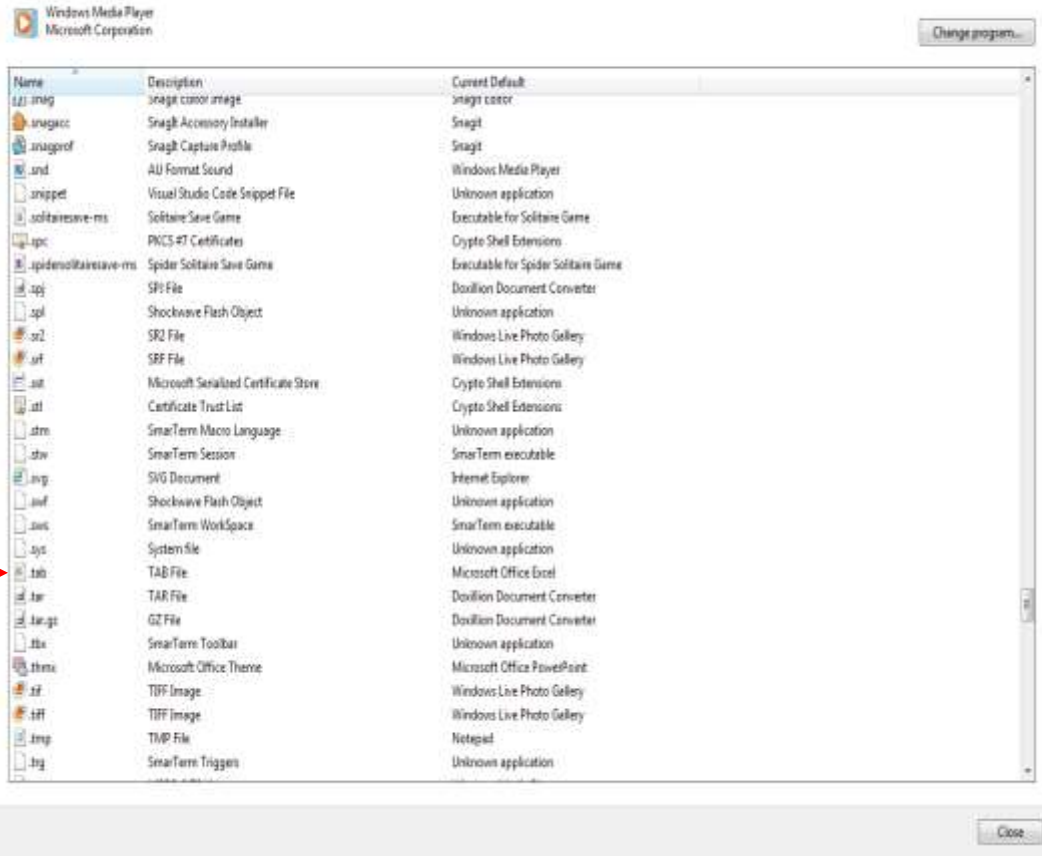 Windows Media Player
Microsoft Corporation
Change program...
Name Description Current Default
.snag SnagIt Editor Image SnagIt Editor
.snagacc SnagIt Accessory Installer Snagit
.snagprof SnagIt Capture Profile Snagit
.snd AU Format Sound Windows Media Player
.snippet Visual Studio Code Snippet File Unknown application
.solitairesave-ms Solitaire Save Game Executable for Solitaire Game
.spc PKCS #7 Certificates Crypto Shell Extensions
.spidersolitairesave-ms Spider Solitaire Save Game Executable for Spider Solitaire Game
.spj SPJ File Doxillion Document Converter
.spl Shockwave Flash Object Unknown application
.sr2 SR2 File Windows Live Photo Gallery
.srf SRF File Windows Live Photo Gallery
.sst Microsoft Serialized Certificate Store Crypto Shell Extensions
.stl Certificate Trust List Crypto Shell Extensions
.stm SmarTerm Macro Language Unknown application
.stw SmarTerm Session SmarTerm executable
.svg SVG Document Internet Explorer
.swf Shockwave Flash Object Unknown application
.sws SmarTerm WorkSpace SmarTerm executable
.sys System file Unknown application
.tab TAB File Microsoft Office Excel
.tar TAR File Doxillion Document Converter
.tar.gz GZ File Doxillion Document Converter
.tbx SmarTerm Toolbar Unknown application
.thmx Microsoft Office Theme Microsoft Office PowerPoint
.tif TIFF Image Windows Live Photo Gallery
.tiff TIFF Image Windows Live Photo Gallery
.tmp TMP File Notepad
.trg SmarTerm Triggers Unknown application
Close